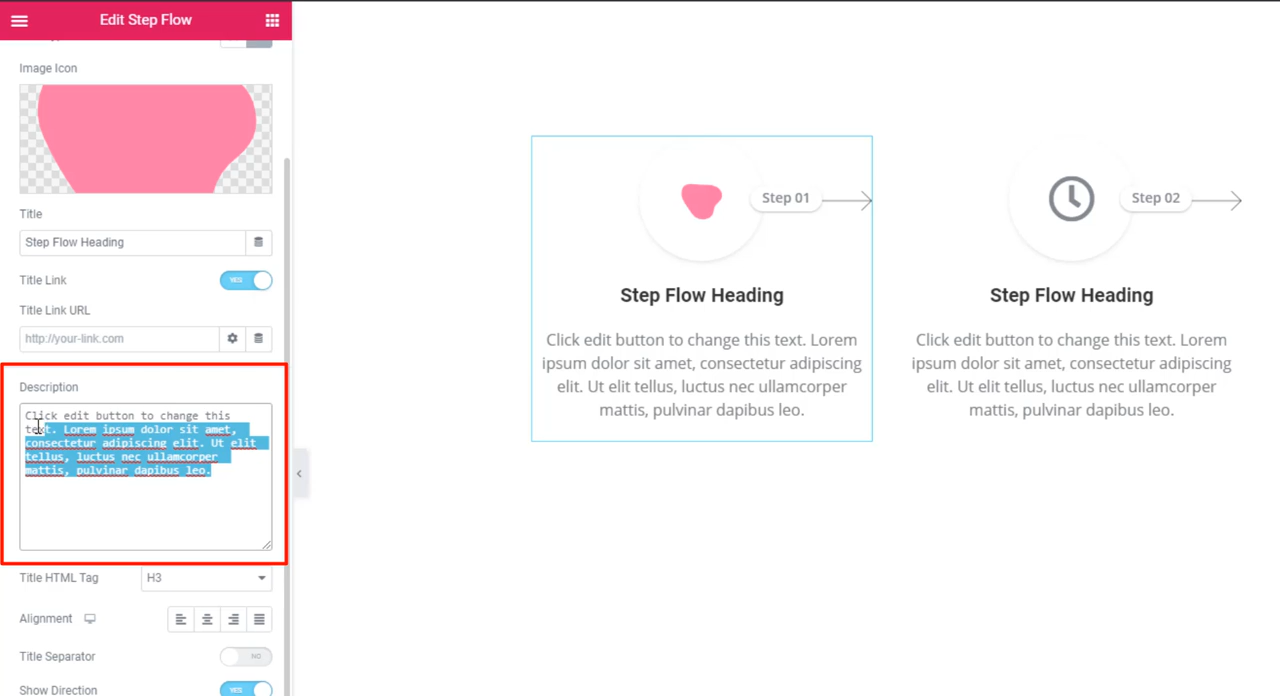 Edit Step Flow
Image Icon
Title
Step Flow Heading
Title Link
YES
Title Link URL
http://your-link.com
Description
Click edit button to change this
text. Lorem ipsum dolor sit amet,
consectetur adipiscing elit. Ut elit
tellus, luctus nec ullamcorper
mattis, pulvinar dapibus leo.
Title HTML Tag
H3
Alignment
Title Separator
NO
Show Direction
YES
Step 01
Step Flow Heading
Click edit button to change this text. Lorem
ipsum dolor sit amet, consectetur adipiscing
elit. Ut elit tellus, luctus nec ullamcorper
mattis, pulvinar dapibus leo.
Step 02
Step Flow Heading
Click edit button to change this text. Lorem
ipsum dolor sit amet, consectetur adipiscing
elit. Ut elit tellus, luctus nec ullamcorper
mattis, pulvinar dapibus leo.